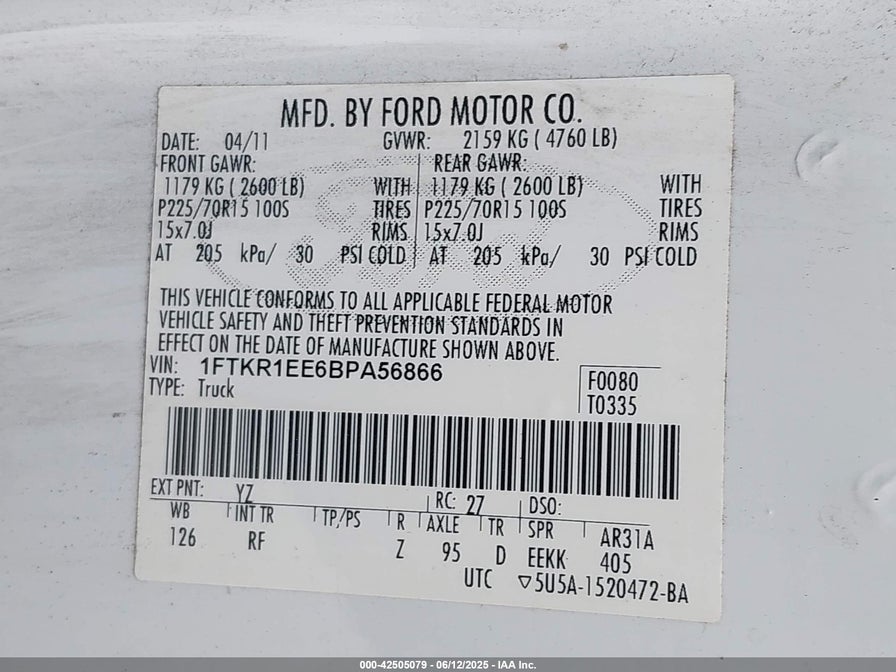 MFD. BY FORD MOTOR CO.
DATE: 04/11 GVWR: 2159 KG ( 4760 LB)
FRONT GAWR: REAR GAWR:
1179 KG ( 2600 LB) WITH 1179 KG ( 2600 LB) WITH
P225/70R15 100S TIRES P225/70R15 100S TIRES
15x7.0J RIMS 15x7.0J RIMS
AT 205 kPa/ 30 PSI COLD AT 205 kPa/ 30 PSI COLD
THIS VEHICLE CONFORMS TO ALL APPLICABLE FEDERAL MOTOR
VEHICLE SAFETY AND THEFT PREVENTION STANDARDS IN
EFFECT ON THE DATE OF MANUFACTURE SHOWN ABOVE.
VIN: 1FTKR1EE6BPA56866 F0080
TYPE: Truck T0335
EXT PNT: YZ RC: 27 DSO:
WB INT TR TP/PS R AXLE TR SPR AR31A
126 RF Z 95 D EEKK 405
UTC ▽5U5A-1520472-BA
000-42505079 - 06/12/2025 - IAA Inc.